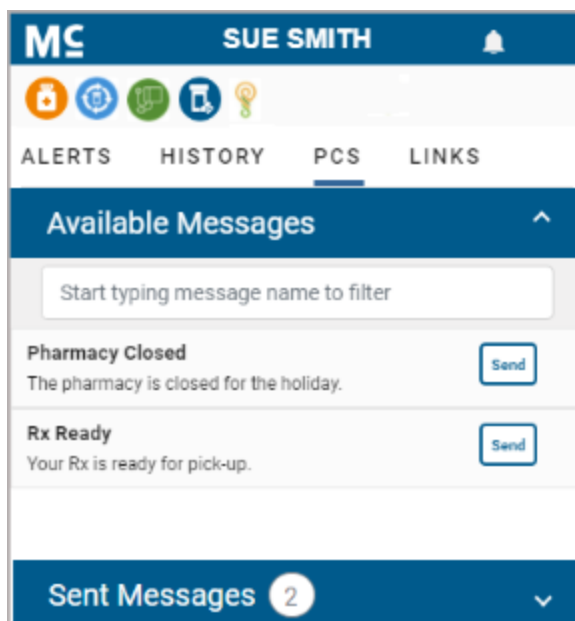 Mc SUE SMITH
ALERTS HISTORY PCS LINKS
Available Messages
Start typing message name to filter
Pharmacy Closed
Send
The pharmacy is closed for the holiday.
Rx Ready
Send
Your Rx is ready for pick-up.
Sent Messages 2